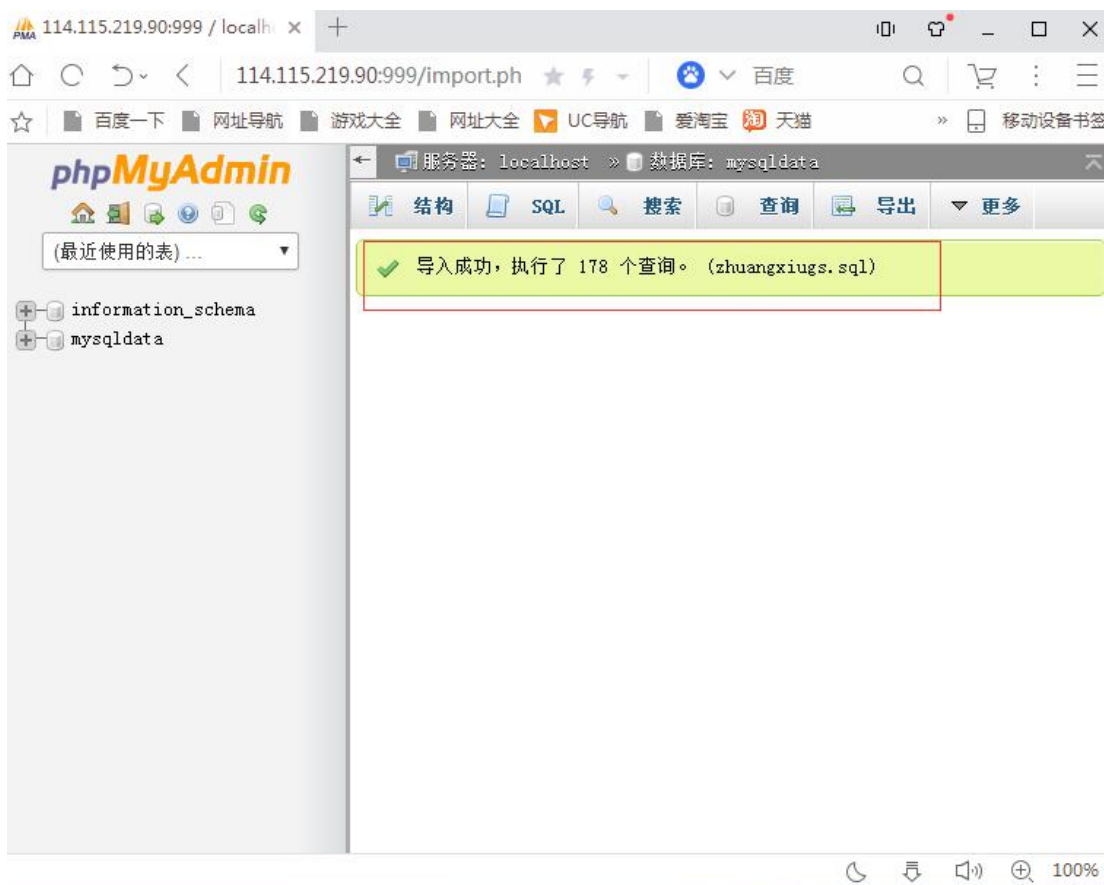 PMA 114.115.219.90:999 / localh
114.115.219.90:999/import.ph 百度
百度一下 网址导航 游戏大全 网址大全 UC导航 爱淘宝 淘 天猫 » 移动设备书签
phpMyAdmin
服务器: localhost » 数据库: mysqldata
结构 SQL 搜索 查询 导出 更多
(最近使用的表) ...
导入成功,执行了 178 个查询。 (zhuangxiugs.sql)
information_schema
mysqldata
100%